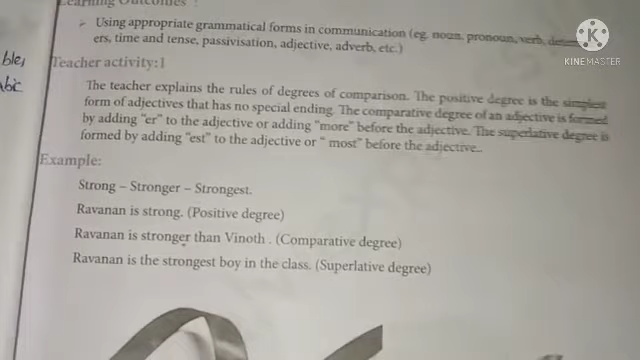 Learning Outcomes :
➢ Using appropriate grammatical forms in communication (eg. noun, pronoun, verb,
ers, time and tense, passivisation, adjective, adverb, etc.)
Teacher activity:1
The teacher explains the rules of degrees of comparison. The positive degree is the simplest
form of adjectives that has no special ending. The comparative degree of an adjective is formed
by adding "er" to the adjective or adding "more" before the adjective. The superlative degree is
formed by adding "est" to the adjective or " most" before the adjective..
Example:
Strong – Stronger – Strongest.
Ravanan is strong. (Positive degree)
Ravanan is stronger than Vinoth . (Comparative degree)
Ravanan is the strongest boy in the class. (Superlative degree)
K
KINEMASTER